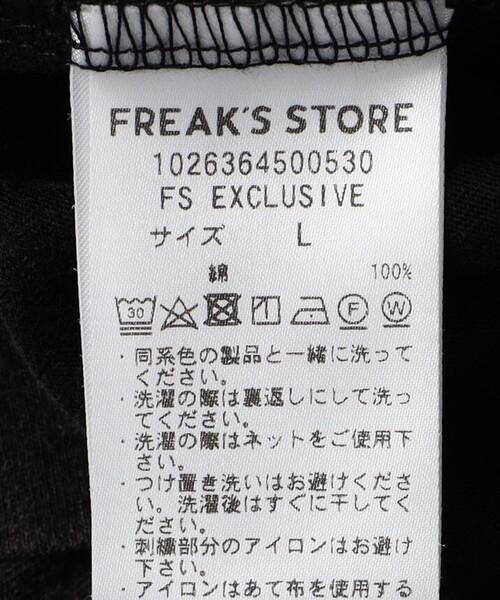 FREAK'S STORE
1026364500530
FS EXCLUSIVE
サイズ L
綿 100%
30 F W
・同系色の製品と一緒に洗って
ください。
・洗濯の際は裏返しにして洗っ
てください。
・洗濯の際はネットをご使用下
さい。
・つけ置き洗いはお避けくださ
い。洗濯後はすぐに干してく
ださい。
・刺繍部分のアイロンはお避け
下さい。
・アイロンはあて布を使用する